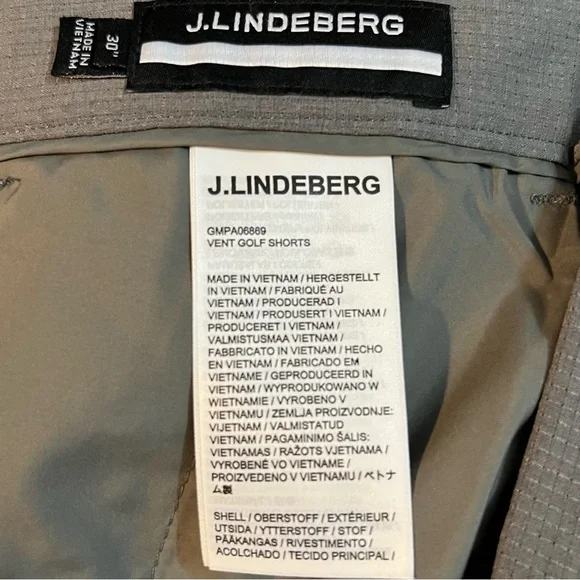 J.LINDEBERG
30"
MADE IN
VIETNAM
J.LINDEBERG
GMPA06889
VENT GOLF SHORTS
MADE IN VIETNAM / HERGESTELLT
IN VIETNAM / FABRIQUÉ AU
VIETNAM / PRODUCERAD I
VIETNAM / PRODUSERT I VIETNAM /
PRODUCERET I VIETNAM /
VALMISTUSMAA VIETNAM /
FABBRICATO IN VIETNAM / HECHO
EN VIETNAM / FABRICADO EM
VIETNAME / GEPRODUCEERD IN
VIETNAM / WYPRODUKOWANO W
WIETNAMIE / VYROBENO V
VIETNAMU / ZEMLJA PROIZVODNJE:
VIJETNAM / VALMISTATUD
VIETNAM / PAGAMINIMO ŠALIS:
VIETNAMAS / RAŽOTS VJETNAMA /
VYROBENÉ VO VIETNAME /
PROIZVEDENO V VIETNAMU / ベトナ
ム製
SHELL / OBERSTOFF / EXTÉRIEUR /
UTSIDA / YTTERSTOFF / STOF /
PÄÄKANGAS / RIVESTIMENTO /
ACOLCHADO / TECIDO PRINCIPAL /